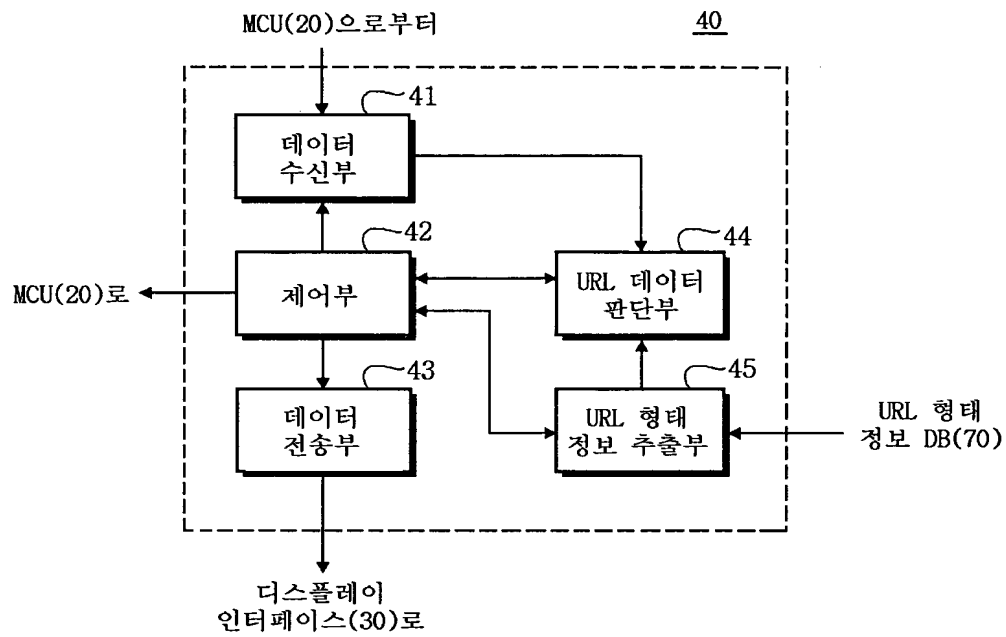 MCU(20)으로부터
40
41
데이터
수신부
42
제어부
44
URL 데이터
판단부
MCU(20)로
43
데이터
전송부
45
URL 형태
정보 추출부
URL 형태
정보 DB(70)
디스플레이
인터페이스(30)로